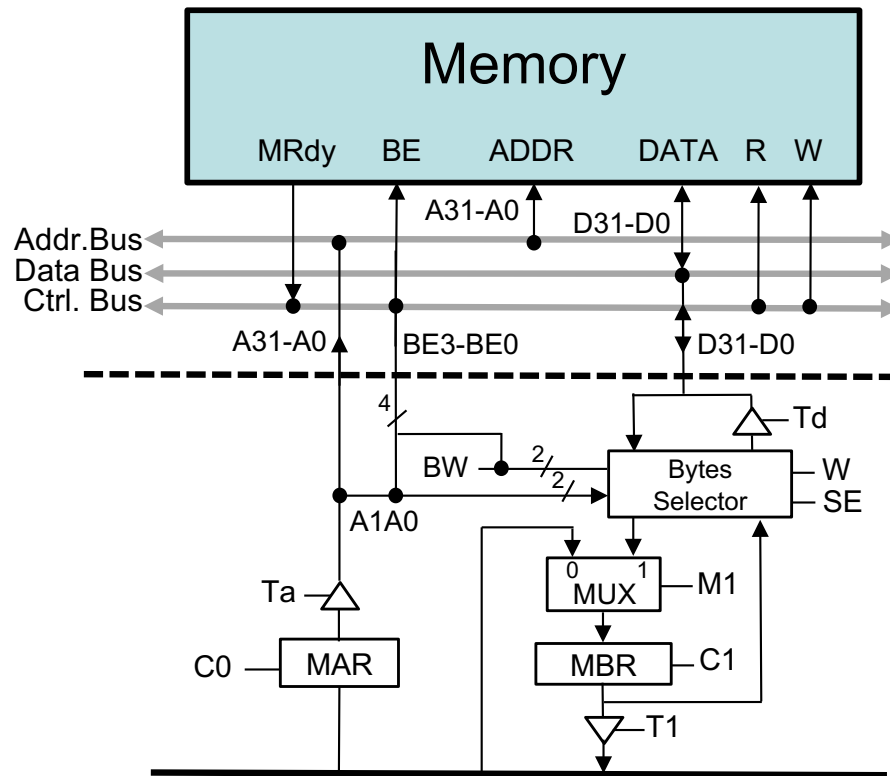 Memory
MRdy BE ADDR DATA R W
A31-A0 D31-D0
Addr.Bus
Data Bus
Ctrl. Bus
A31-A0 BE3-BE0 D31-D0
4
Td
BW 2 Bytes W
2 Selector SE
A1A0
0 1
MUX M1
Ta
C0 MAR MBR C1
T1